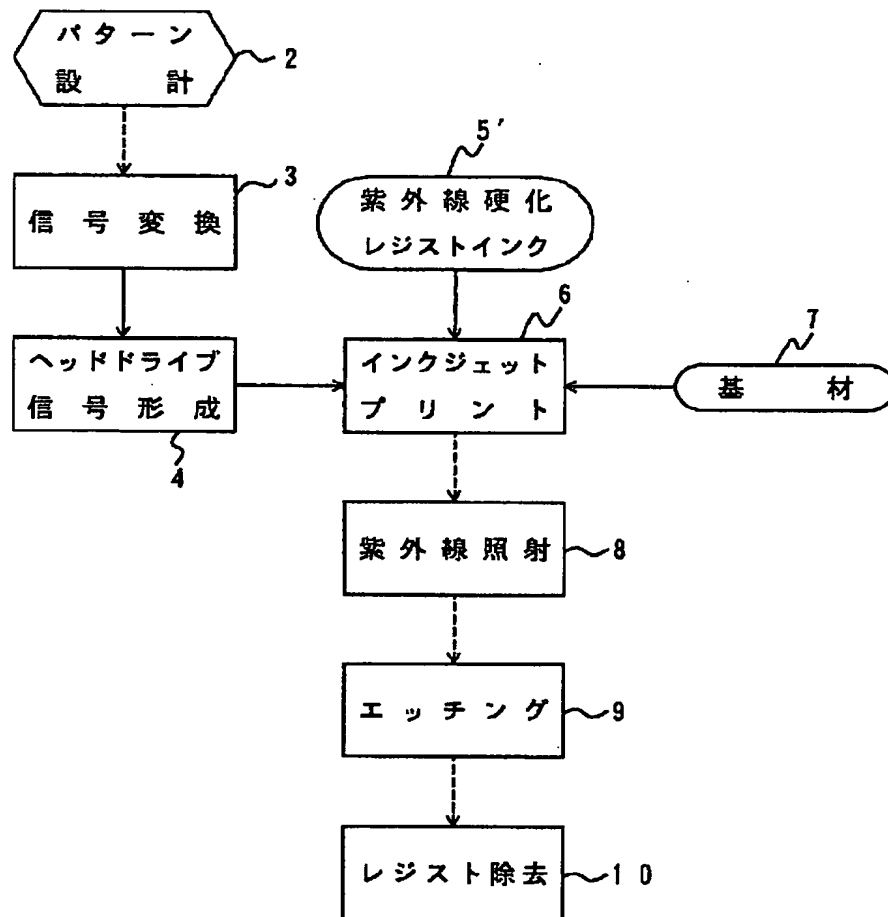 パターン
設計
2
3
信号変換
5′
紫外線硬化
レジストインク
ヘッドドライブ
信号形成
4
6
インクジェット
プリント
7
基材
紫外線照射
8
エッチング
9
レジスト除去
10